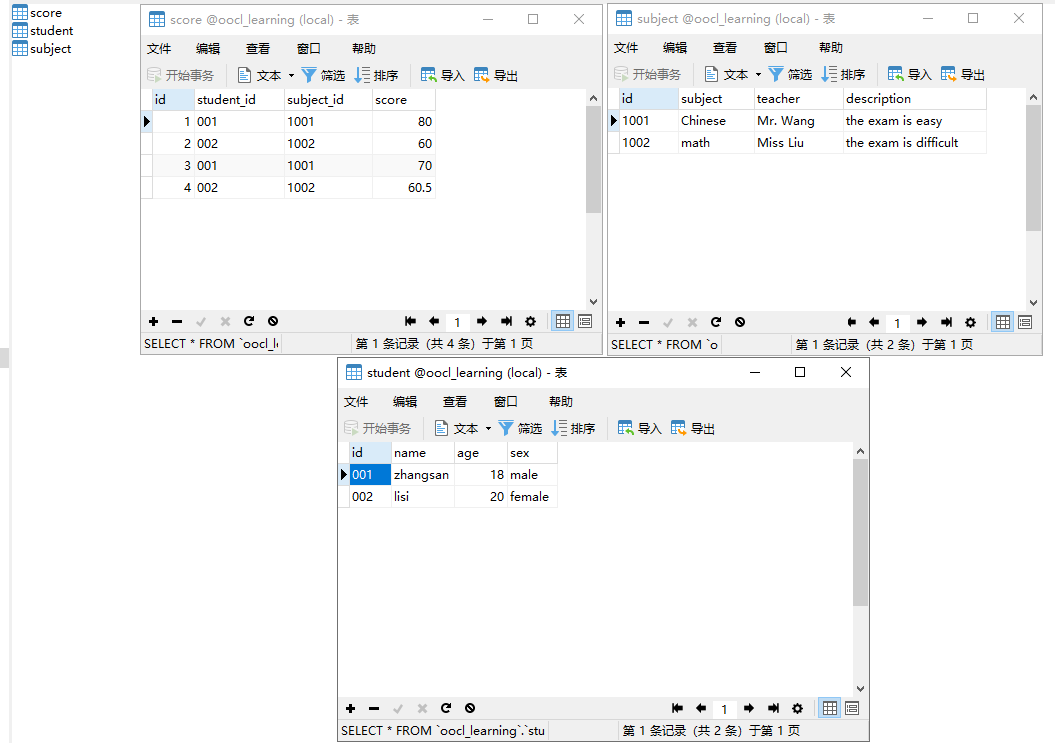 score
student
subject
score @oocl_learning (local) - 表
文件 编辑 查看 窗口 帮助
开始事务 文本 筛选 排序 导入 导出
id student_id subject_id score
1 001 1001 80
2 002 1002 60
3 001 1001 70
4 002 1002 60.5
1
SELECT * FROM `oocl_le 第 1 条记录 (共 4 条) 于第 1 页
subject @oocl_learning (local) - 表
文件 编辑 查看 窗口 帮助
开始事务 文本 筛选 排序 导入 导出
id subject teacher description
1001 Chinese Mr. Wang the exam is easy
1002 math Miss Liu the exam is difficult
1
SELECT * FROM `o 第 1 条记录 (共 2 条) 于第 1 页
student @oocl_learning (local) - 表
文件 编辑 查看 窗口 帮助
开始事务 文本 筛选 排序 导入 导出
id name age sex
001 zhangsan 18 male
002 lisi 20 female
1
SELECT * FROM `oocl_learning`.`stu 第 1 条记录 (共 2 条) 于第 1 页